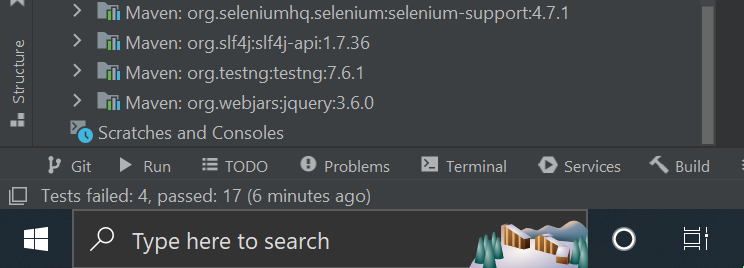 Maven: org.seleniumhq.selenium:selenium-support:4.7.1
Maven: org.slf4j:slf4j-api:1.7.36
Maven: org.testng:testng:7.6.1
Maven: org.webjars:jquery:3.6.0
Scratches and Consoles
Structure
Git Run TODO Problems Terminal Services Build
Tests failed: 4, passed: 17 (6 minutes ago)
Type here to search